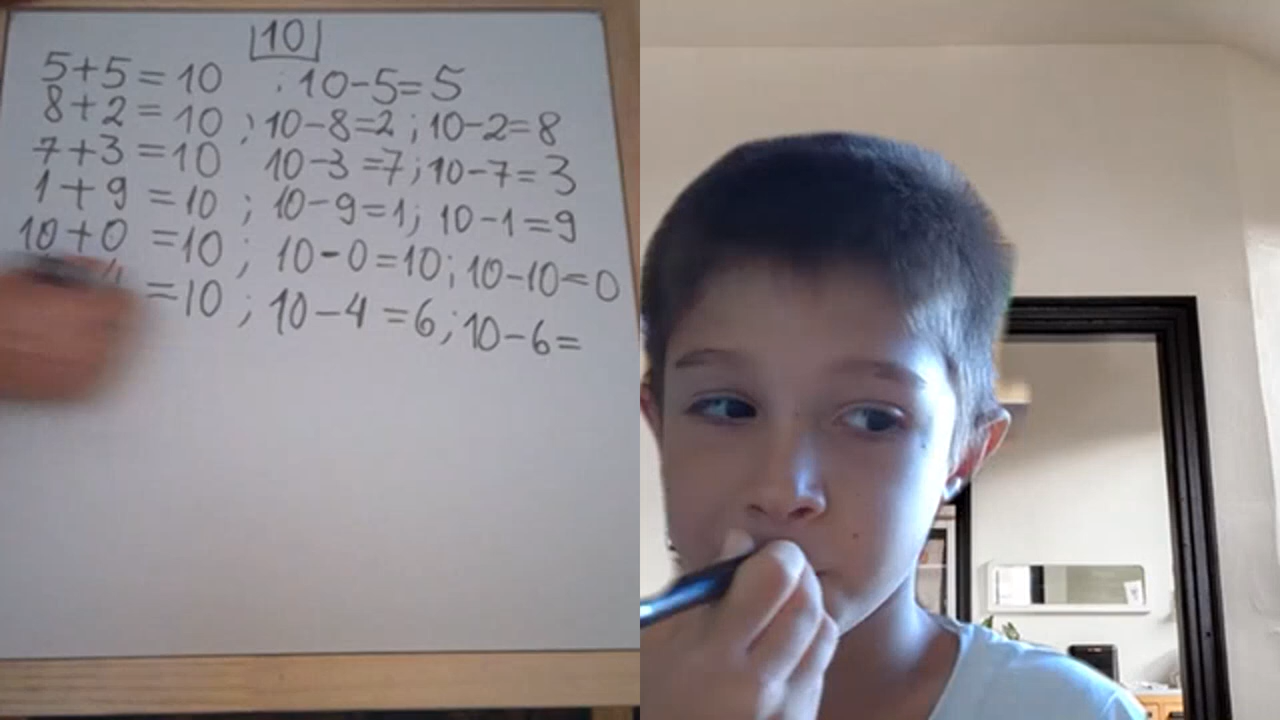 10
5+5=10 ; 10-5=5
8+2=10 ; 10-8=2 ; 10-2=8
7+3=10 10-3=7 ; 10-7=3
1+9=10 ; 10-9=1 ; 10-1=9
10+0=10 ; 10-0=10 ; 10-10=0
=10 ; 10-4=6 ; 10-6=